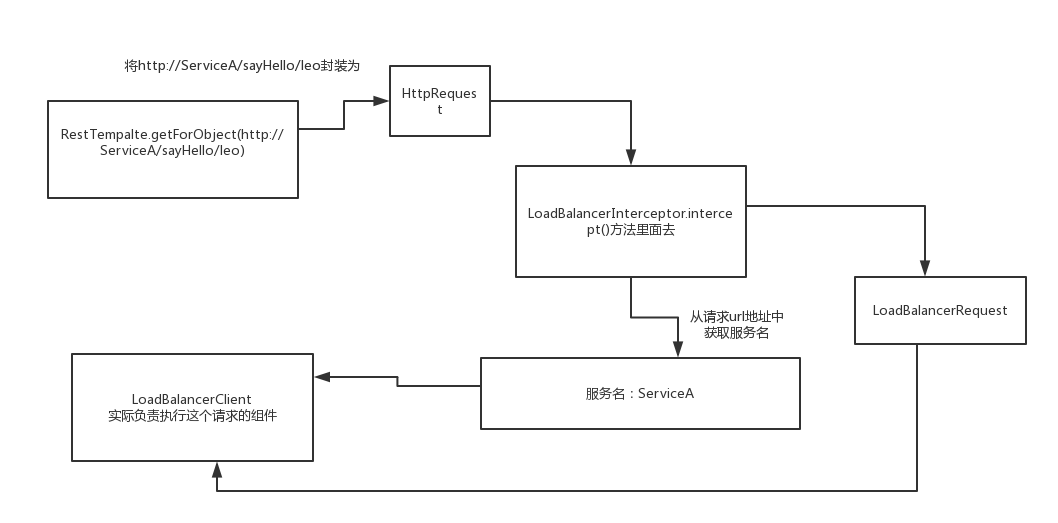 将http://ServiceA/sayHello/leo封装为
HttpReques
t
RestTempalte.getForObject(http://
ServiceA/sayHello/leo)
LoadBalancerInterceptor.interce
pt()方法里面去
LoadBalancerRequest
从请求url地址中
获取服务名
服务名：ServiceA
LoadBalancerClient
实际负责执行这个请求的组件